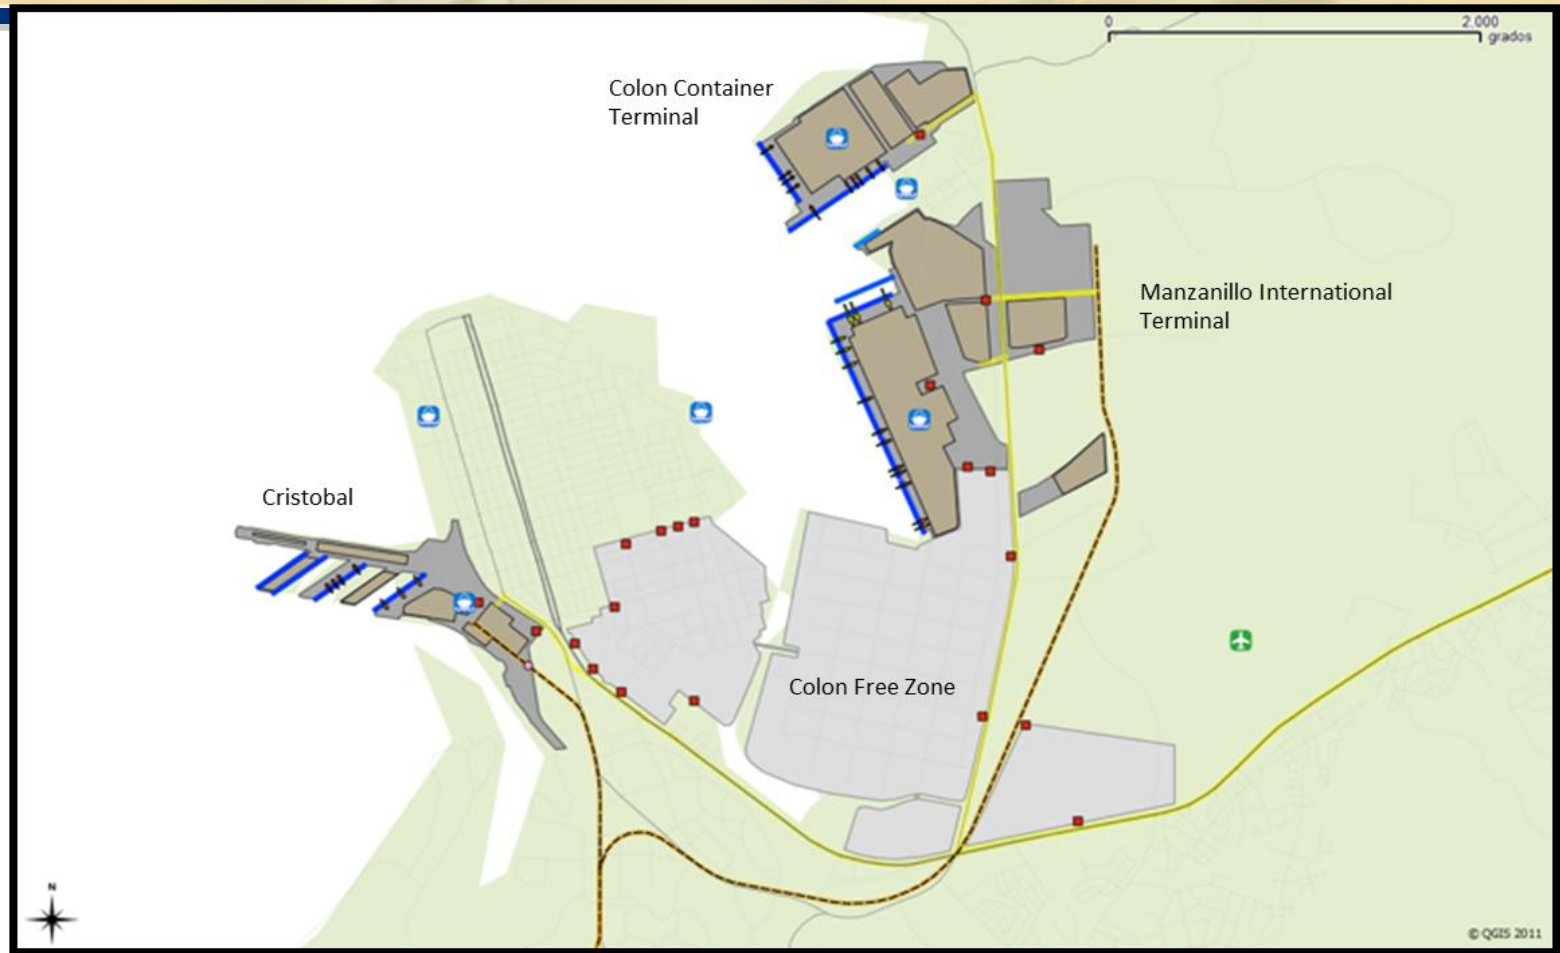 0 2.000
grados
Colon Container
Terminal
Manzanillo International
Terminal
Cristobal
Colon Free Zone
N
© QGIS 2011